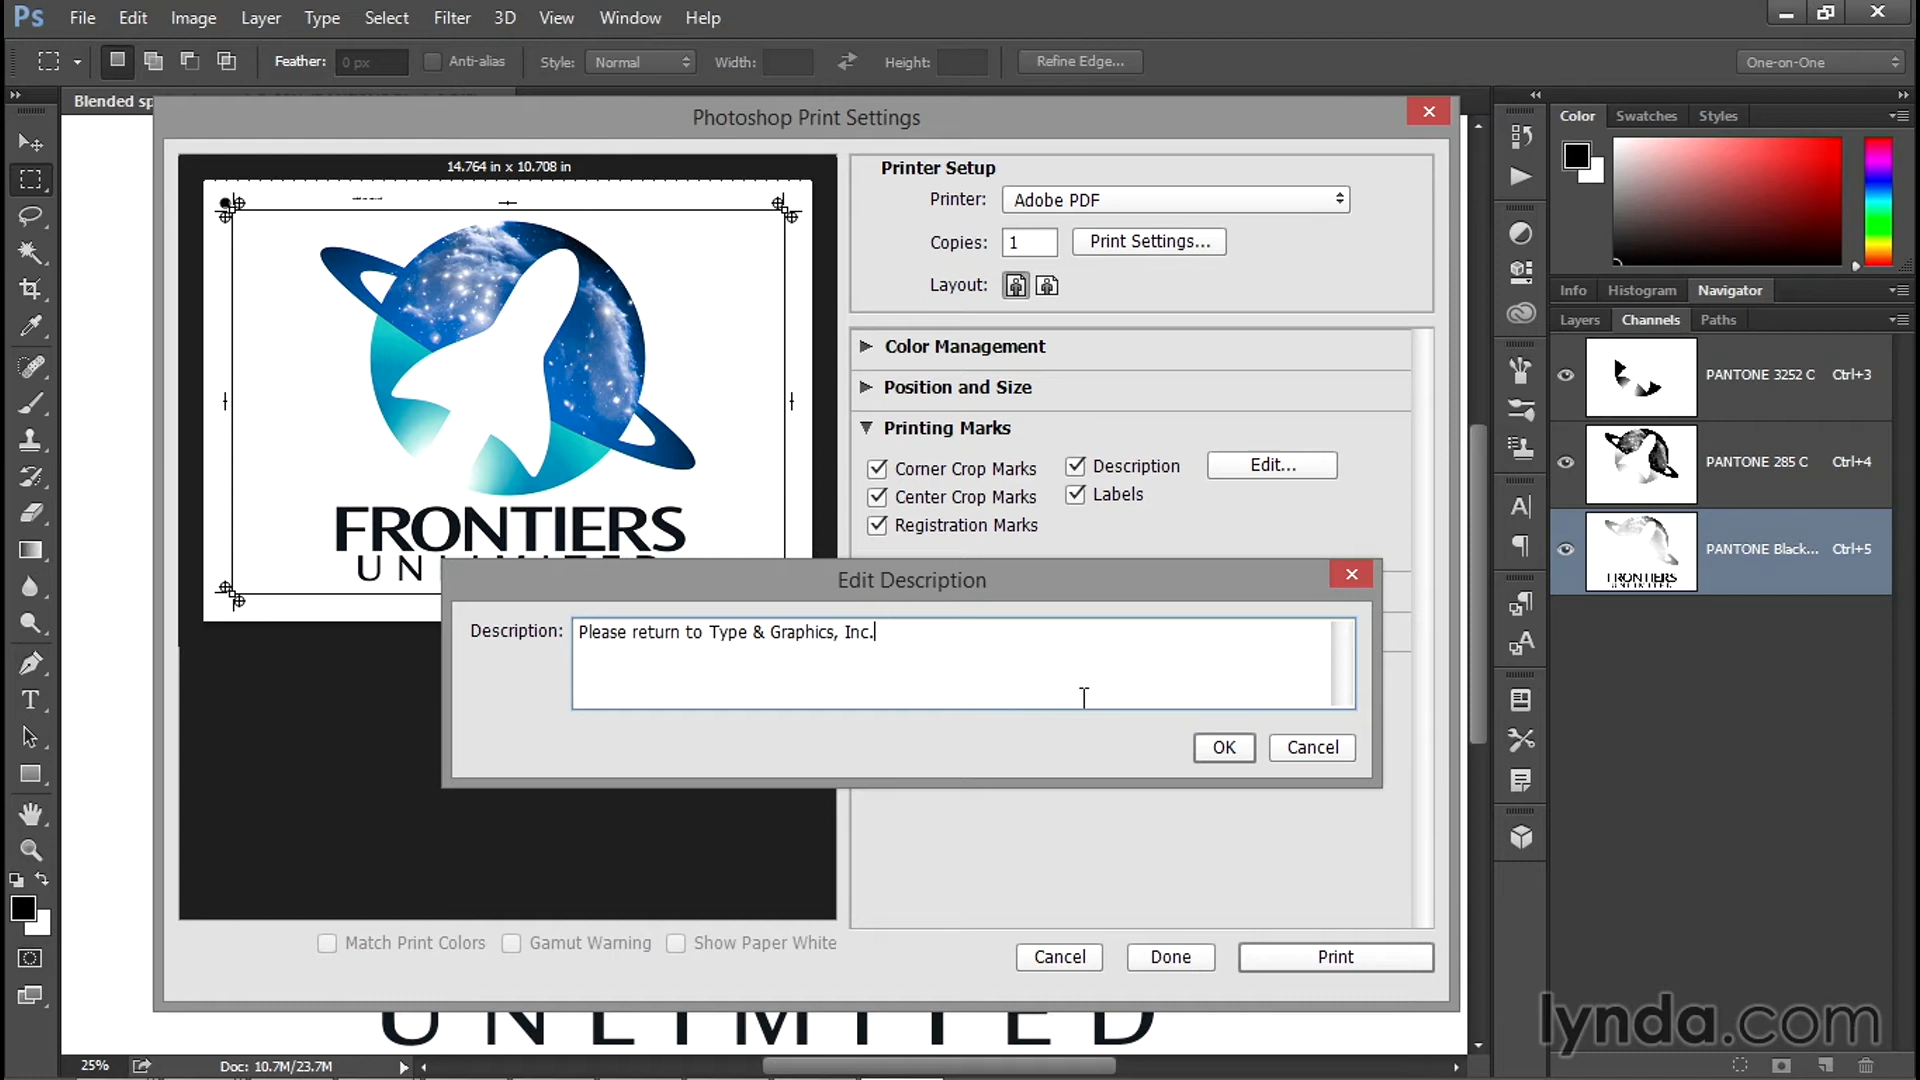 Ps File Edit Image Layer Type Select Filter 3D View Window Help
Feather: 0 px Anti-alias Style: Normal Width: Height: Refine Edge... One-on-One
Blended sp
Photoshop Print Settings
14.764 in x 10.708 in
FRONTIERS
Printer Setup
Printer: Adobe PDF
Copies: 1 Print Settings...
Layout:
Color Management
Position and Size
Printing Marks
Corner Crop Marks Description Edit...
Center Crop Marks Labels
Registration Marks
Edit Description
Description: Please return to Type & Graphics, Inc.
OK Cancel
Match Print Colors Gamut Warning Show Paper White
Cancel Done Print
UNLIMITED
25% Doc: 10.7M/23.7M
Color Swatches Styles
Info Histogram Navigator
Layers Channels Paths
PANTONE 3252 C Ctrl+3
PANTONE 285 C Ctrl+4
PANTONE Black... Ctrl+5
FRONTIERS
UNLIMITED
lynda.com